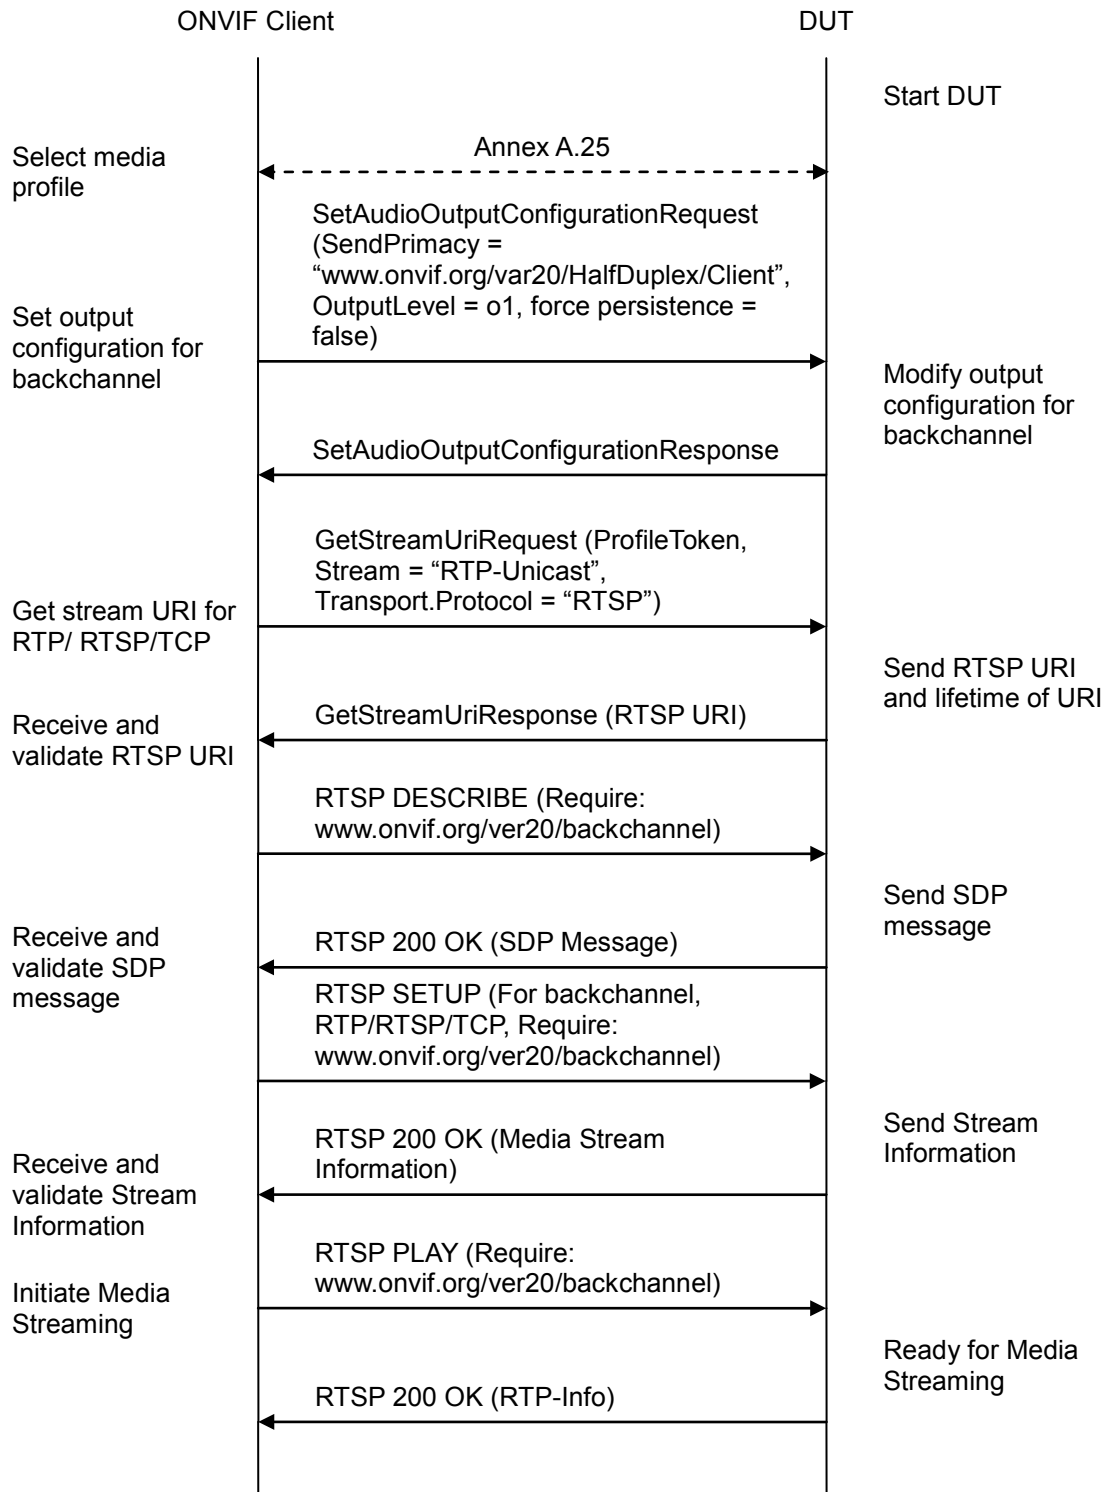 ONVIF Client
DUT
Start DUT
Annex A.25
Select media
profile
SetAudioOutputConfigurationRequest
(SendPrimacy =
“www.onvif.org/var20/HalfDuplex/Client”,
OutputLevel = o1, force persistence =
false)
Set output
configuration for
backchannel
Modify output
configuration for
backchannel
SetAudioOutputConfigurationResponse
GetStreamUriRequest (ProfileToken,
Stream = “RTP-Unicast”,
Transport.Protocol = “RTSP”)
Get stream URI for
RTP/ RTSP/TCP
Send RTSP URI
and lifetime of URI
GetStreamUriResponse (RTSP URI)
Receive and
validate RTSP URI
RTSP DESCRIBE (Require:
www.onvif.org/ver20/backchannel)
Send SDP
message
RTSP 200 OK (SDP Message)
Receive and
validate SDP
message
RTSP SETUP (For backchannel,
RTP/RTSP/TCP, Require:
www.onvif.org/ver20/backchannel)
Send Stream
Information
RTSP 200 OK (Media Stream
Information)
Receive and
validate Stream
Information
RTSP PLAY (Require:
www.onvif.org/ver20/backchannel)
Initiate Media
Streaming
Ready for Media
Streaming
RTSP 200 OK (RTP-Info)